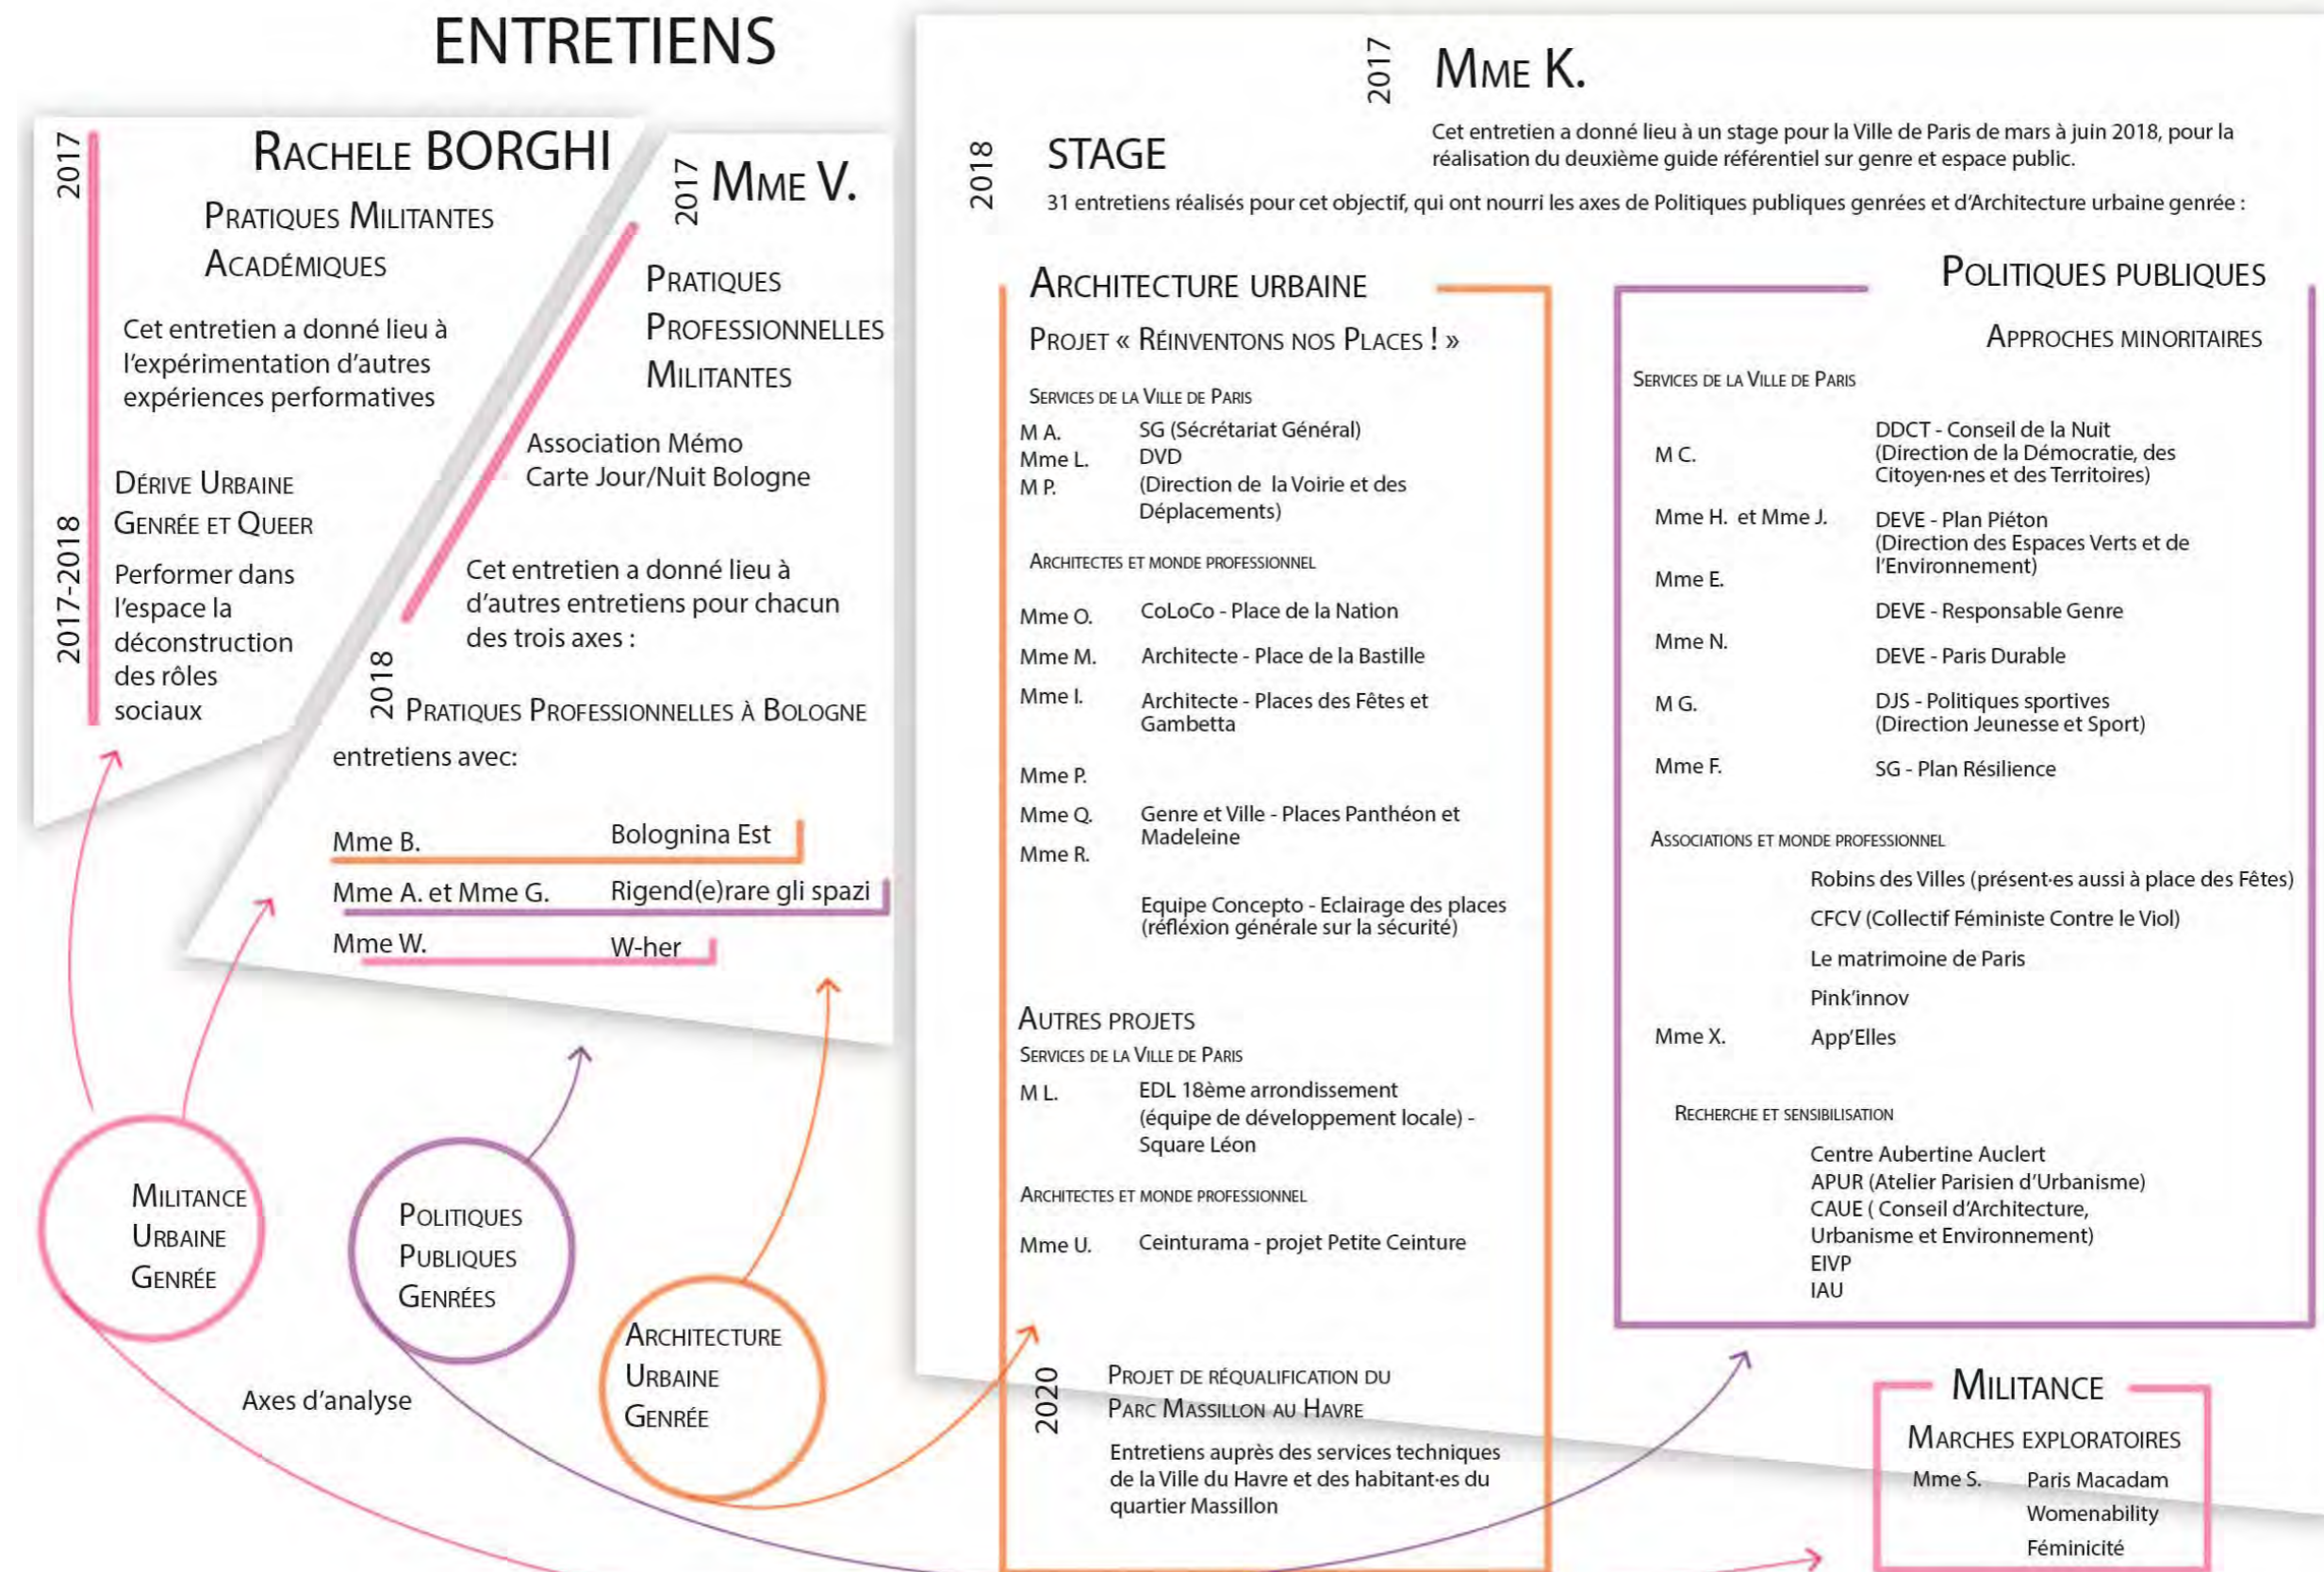 ENTRETIENS
2017
RACHELE BORGHI
PRATIQUES MILITANTES
ACADÉMIQUES
Cet entretien a donné lieu à
l'expérimentation d'autres
expériences performatives
2017-2018
DÉRIVE URBAINE
GENRÉE ET QUEER
Performer dans
l'espace la
déconstruction
des rôles
sociaux
2017
MME V.
PRATIQUES
PROFESSIONNELLES
MILITANTES
Association Mémo
Carte Jour/Nuit Bologne
Cet entretien a donné lieu à
d'autres entretiens pour chacun
des trois axes :
2018
PRATIQUES PROFESSIONNELLES À BOLOGNE
entretiens avec:
Mme B. Bolognina Est
Mme A. et Mme G. Rigend(e)rare gli spazi
Mme W. W-her
MILITANCE
URBAINE
GENRÉE
POLITIQUES
PUBLIQUES
GENRÉES
ARCHITECTURE
URBAINE
GENRÉE
Axes d'analyse
2017
MME K.
Cet entretien a donné lieu à un stage pour la Ville de Paris de mars à juin 2018, pour la
réalisation du deuxième guide référentiel sur genre et espace public.
2018
STAGE
31 entretiens réalisés pour cet objectif, qui ont nourri les axes de Politiques publiques genrées et d'Architecture urbaine genrée :
ARCHITECTURE URBAINE
PROJET « RÉINVENTONS NOS PLACES ! »
SERVICES DE LA VILLE DE PARIS
M A. SG (Sécrétariat Général)
Mme L. DVD
M P. (Direction de la Voirie et des
Déplacements)
ARCHITECTES ET MONDE PROFESSIONNEL
Mme O. CoLoCo - Place de la Nation
Mme M. Architecte - Place de la Bastille
Mme I. Architecte - Places des Fêtes et
Gambetta
Mme P.
Mme Q. Genre et Ville - Places Panthéon et
Madeleine
Mme R.
Equipe Concepto - Eclairage des places
(réfléxion générale sur la sécurité)
AUTRES PROJETS
SERVICES DE LA VILLE DE PARIS
M L. EDL 18ème arrondissement
(équipe de développement locale) -
Square Léon
ARCHITECTES ET MONDE PROFESSIONNEL
Mme U. Ceinturama - projet Petite Ceinture
2020
PROJET DE RÉQUALIFICATION DU
PARC MASSILLON AU HAVRE
Entretiens auprès des services techniques
de la Ville du Havre et des habitant·es du
quartier Massillon
POLITIQUES PUBLIQUES
APPROCHES MINORITAIRES
SERVICES DE LA VILLE DE PARIS
DDCT - Conseil de la Nuit
M C. (Direction de la Démocratie, des
Citoyen·nes et des Territoires)
Mme H. et Mme J. DEVE - Plan Piéton
(Direction des Espaces Verts et de
l'Environnement)
Mme E.
DEVE - Responsable Genre
Mme N.
DEVE - Paris Durable
M G. DJS - Politiques sportives
(Direction Jeunesse et Sport)
Mme F. SG - Plan Résilience
ASSOCIATIONS ET MONDE PROFESSIONNEL
Robins des Villes (présent·es aussi à place des Fêtes)
CFCV (Collectif Féministe Contre le Viol)
Le matrimoine de Paris
Pink'innov
Mme X. App'Elles
RECHERCHE ET SENSIBILISATION
Centre Aubertine Auclert
APUR (Atelier Parisien d'Urbanisme)
CAUE ( Conseil d'Architecture,
Urbanisme et Environnement)
EIVP
IAU
MILITANCE
MARCHES EXPLORATOIRES
Mme S. Paris Macadam
Womenability
Féminicité